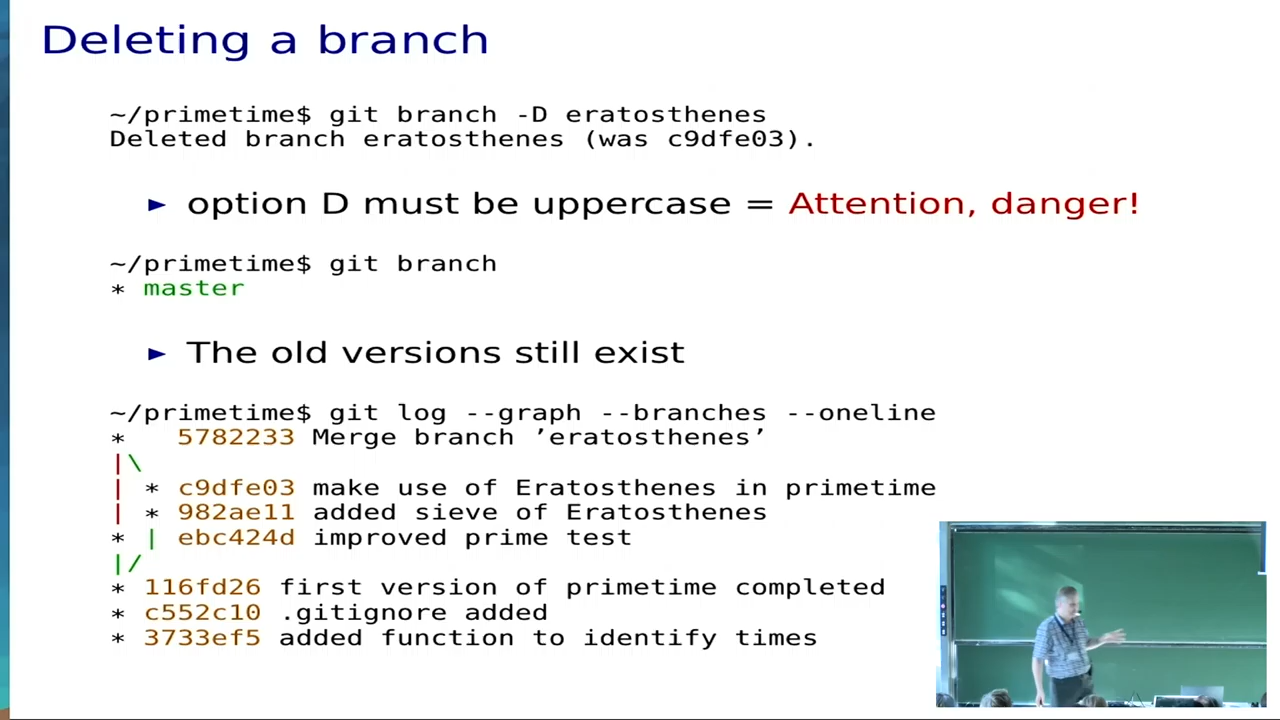 Deleting a branch
~/primetime$ git branch -D eratosthenes
Deleted branch eratosthenes (was c9dfe03).
► option D must be uppercase = Attention, danger!
~/primetime$ git branch
* master
► The old versions still exist
~/primetime$ git log --graph --branches --oneline
*   5782233 Merge branch ’eratosthenes’
|\
| * c9dfe03 make use of Eratosthenes in primetime
| * 982ae11 added sieve of Eratosthenes
* | ebc424d improved prime test
|/
* 116fd26 first version of primetime completed
* c552c10 .gitignore added
* 3733ef5 added function to identify times